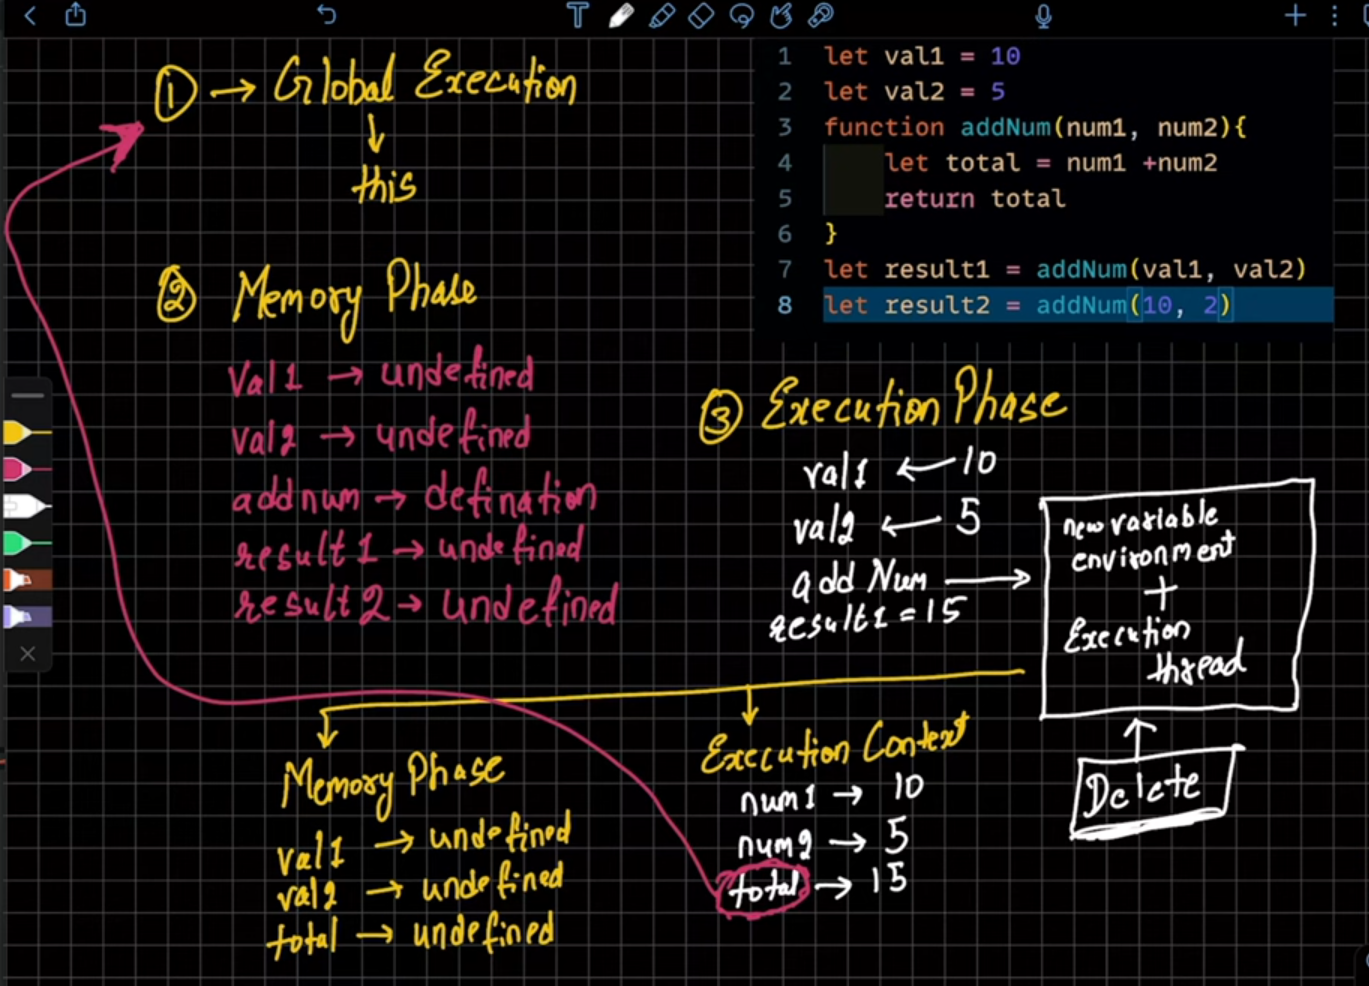 ① → Global Execution
↓
this
② Memory Phase
Val1 → undefined
val2 → undefined
addnum → defination
result1 → undefined
result2 → undefined
1 let val1 = 10
2 let val2 = 5
3 function addNum(num1, num2){
4 let total = num1 +num2
5 return total
6 }
7 let result1 = addNum(val1, val2)
8 let result2 = addNum(10, 2)
③ Execution Phase
val1 ← 10
val2 ← 5
add Num →
result1 = 15
new variable
environment
+
Execution
thread
Delete
Memory Phase
val1 → undefined
val2 → undefined
total → undefined
Execution Context
num1 → 10
num2 → 5
total → 15